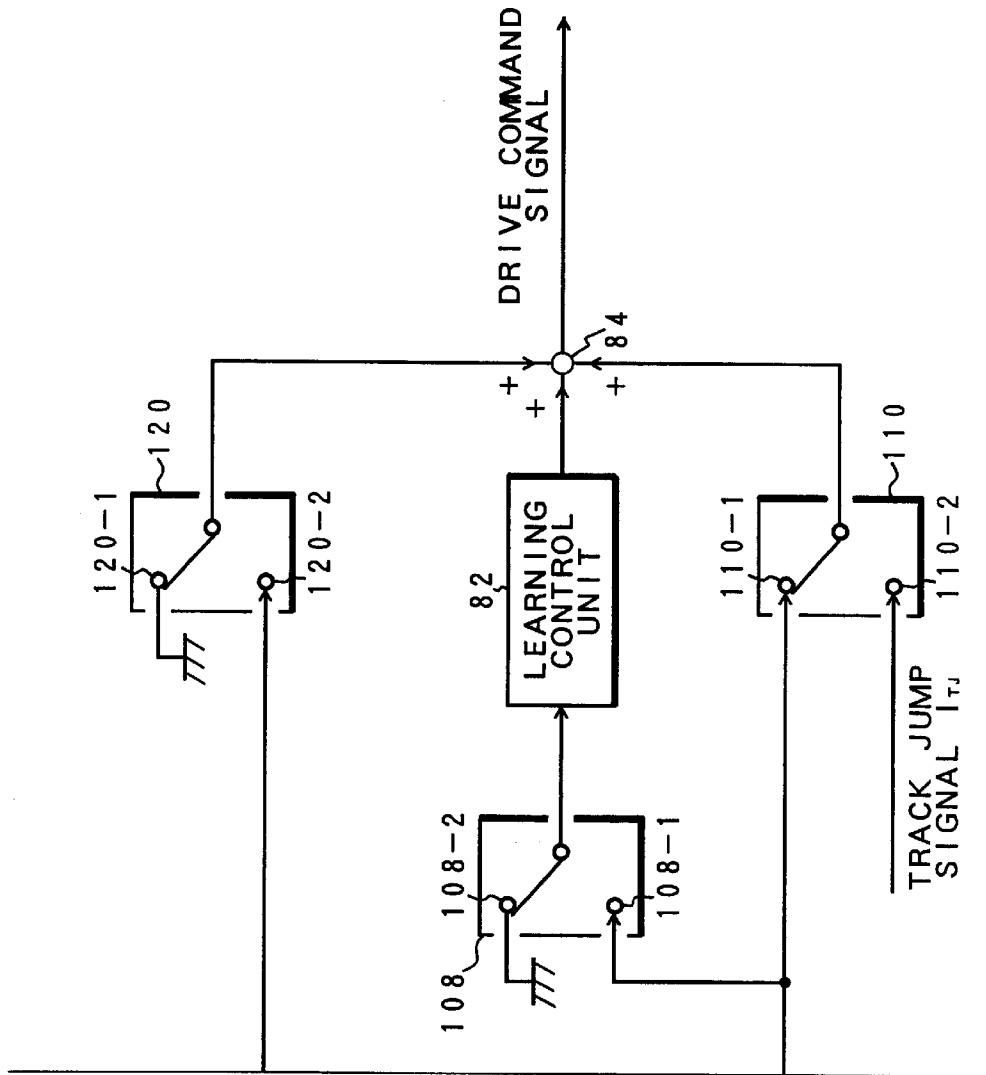 DRIVE COMMAND
SIGNAL
84
120
120-1
120-2
82
LEARNING
CONTROL
UNIT
110
110-1
110-2
108
108-2
108-1
TRACK JUMP
SIGNAL ITJ
+
+
+